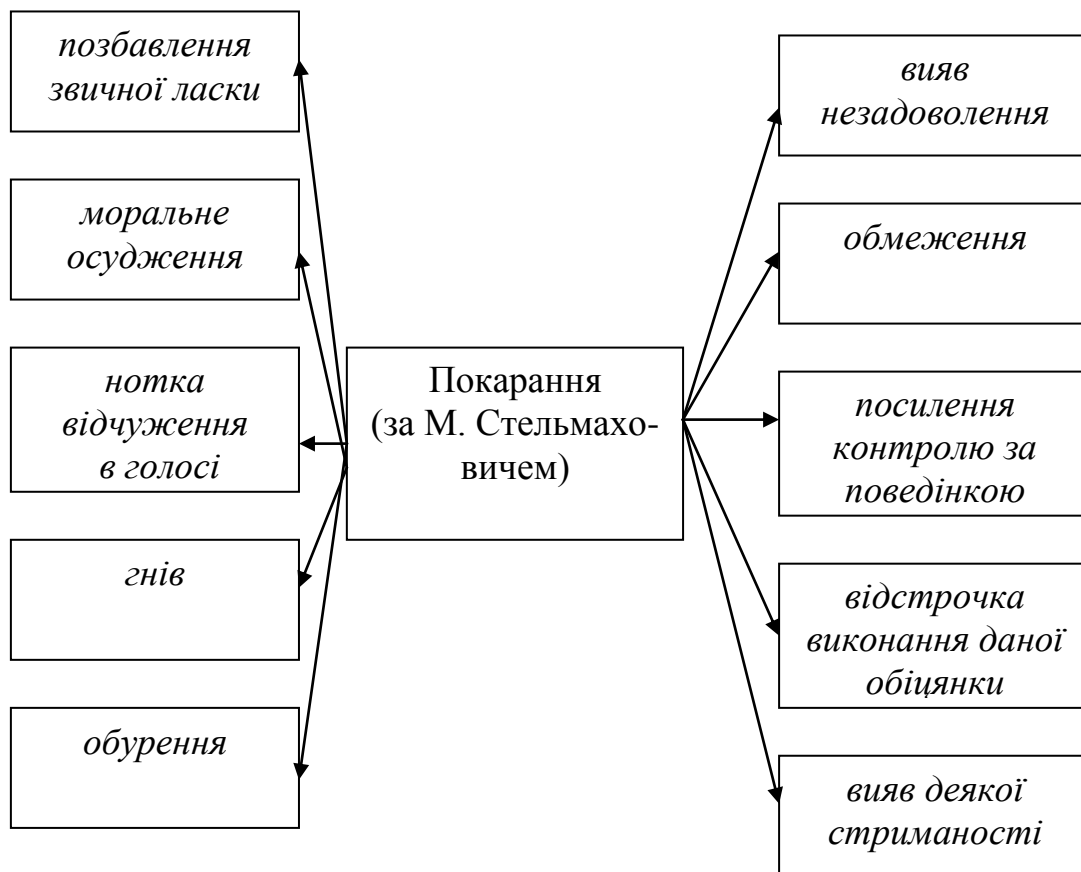 позбавлення
звичної ласки
моральне
осудження
нотка
відчуження
в голосі
гнів
обурення
Покарання
(за М. Стельмахо-
вичем)
вияв
незадоволення
обмеження
посилення
контролю за
поведінкою
відстрочка
виконання даної
обіцянки
вияв деякої
стриманості